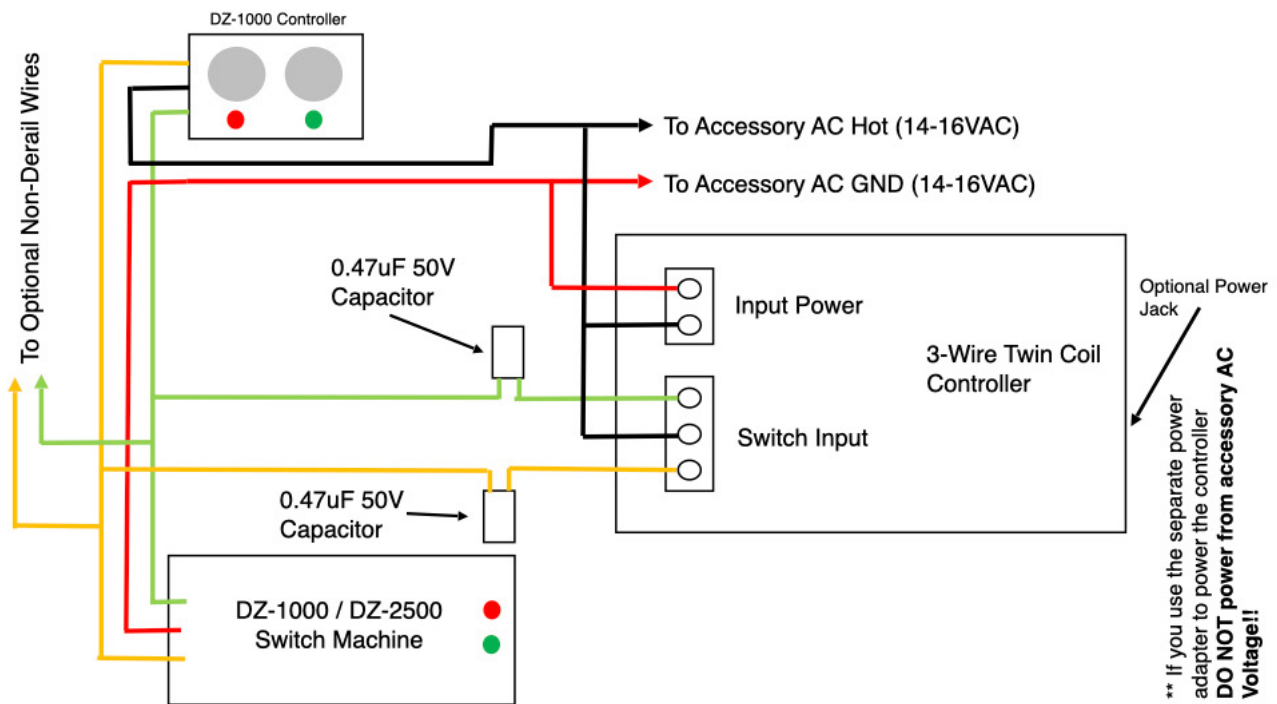 DZ-1000 Controller
To Optional Non-Derail Wires
To Accessory AC Hot (14-16VAC)
To Accessory AC GND (14-16VAC)
0.47uF 50V
Capacitor
Input Power
Optional Power
Jack
3-Wire Twin Coil
Controller
Switch Input
0.47uF 50V
Capacitor
DZ-1000 / DZ-2500
Switch Machine
** If you use the separate power
adapter to power the controller
DO NOT power from accessory AC
Voltage!!